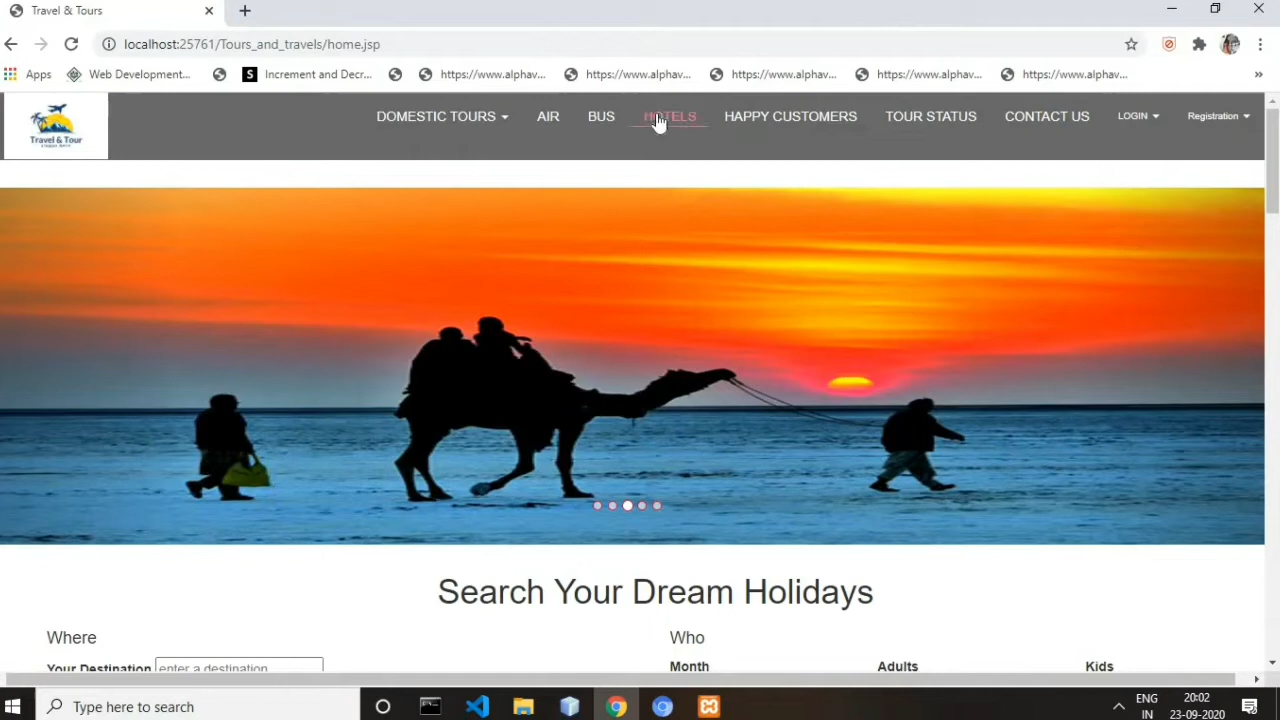 Travel & Tours
localhost:25761/Tours_and_travels/home.jsp
Apps
Web Development...
S
Increment and Decr...
https://www.alphav...
https://www.alphav...
https://www.alphav...
https://www.alphav...
https://www.alphav...
»
Travel & Tour
DOMESTIC TOURS
AIR
BUS
HOTELS
HAPPY CUSTOMERS
TOUR STATUS
CONTACT US
LOGIN
Registration
Search Your Dream Holidays
Where
Who
Your Destination
enter a destination
Month
Adults
Kids
Type here to search
ENG
IN
20:02
23-09-2020